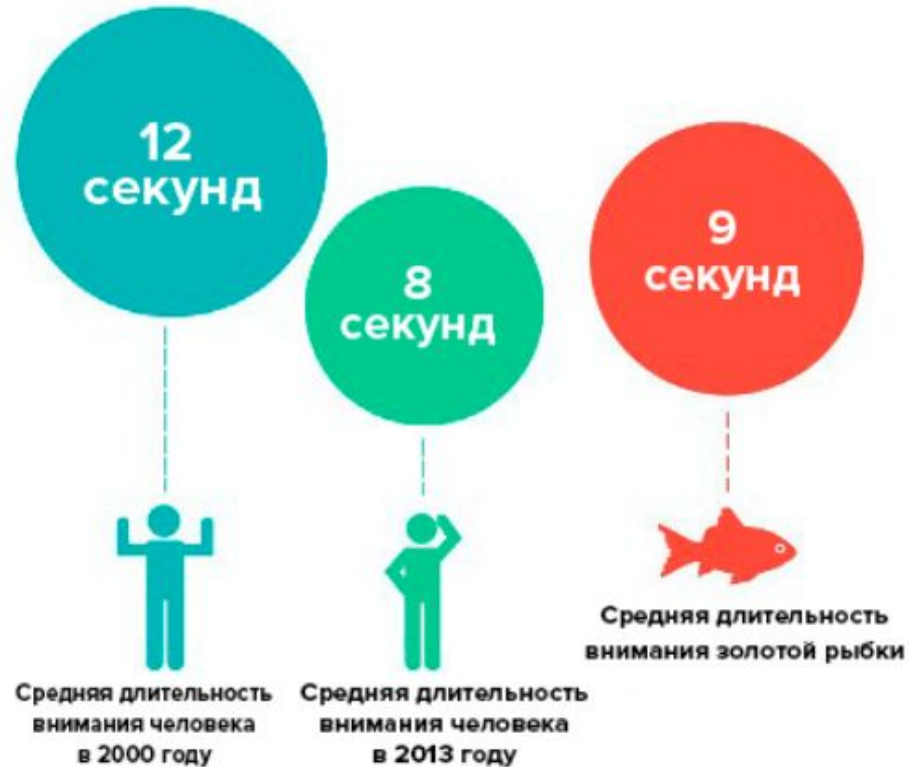 12
секунд
8
секунд
9
секунд
Средняя длительность
внимания человека
в 2000 году
Средняя длительность
внимания человека
в 2013 году
Средняя длительность
внимания золотой рыбки